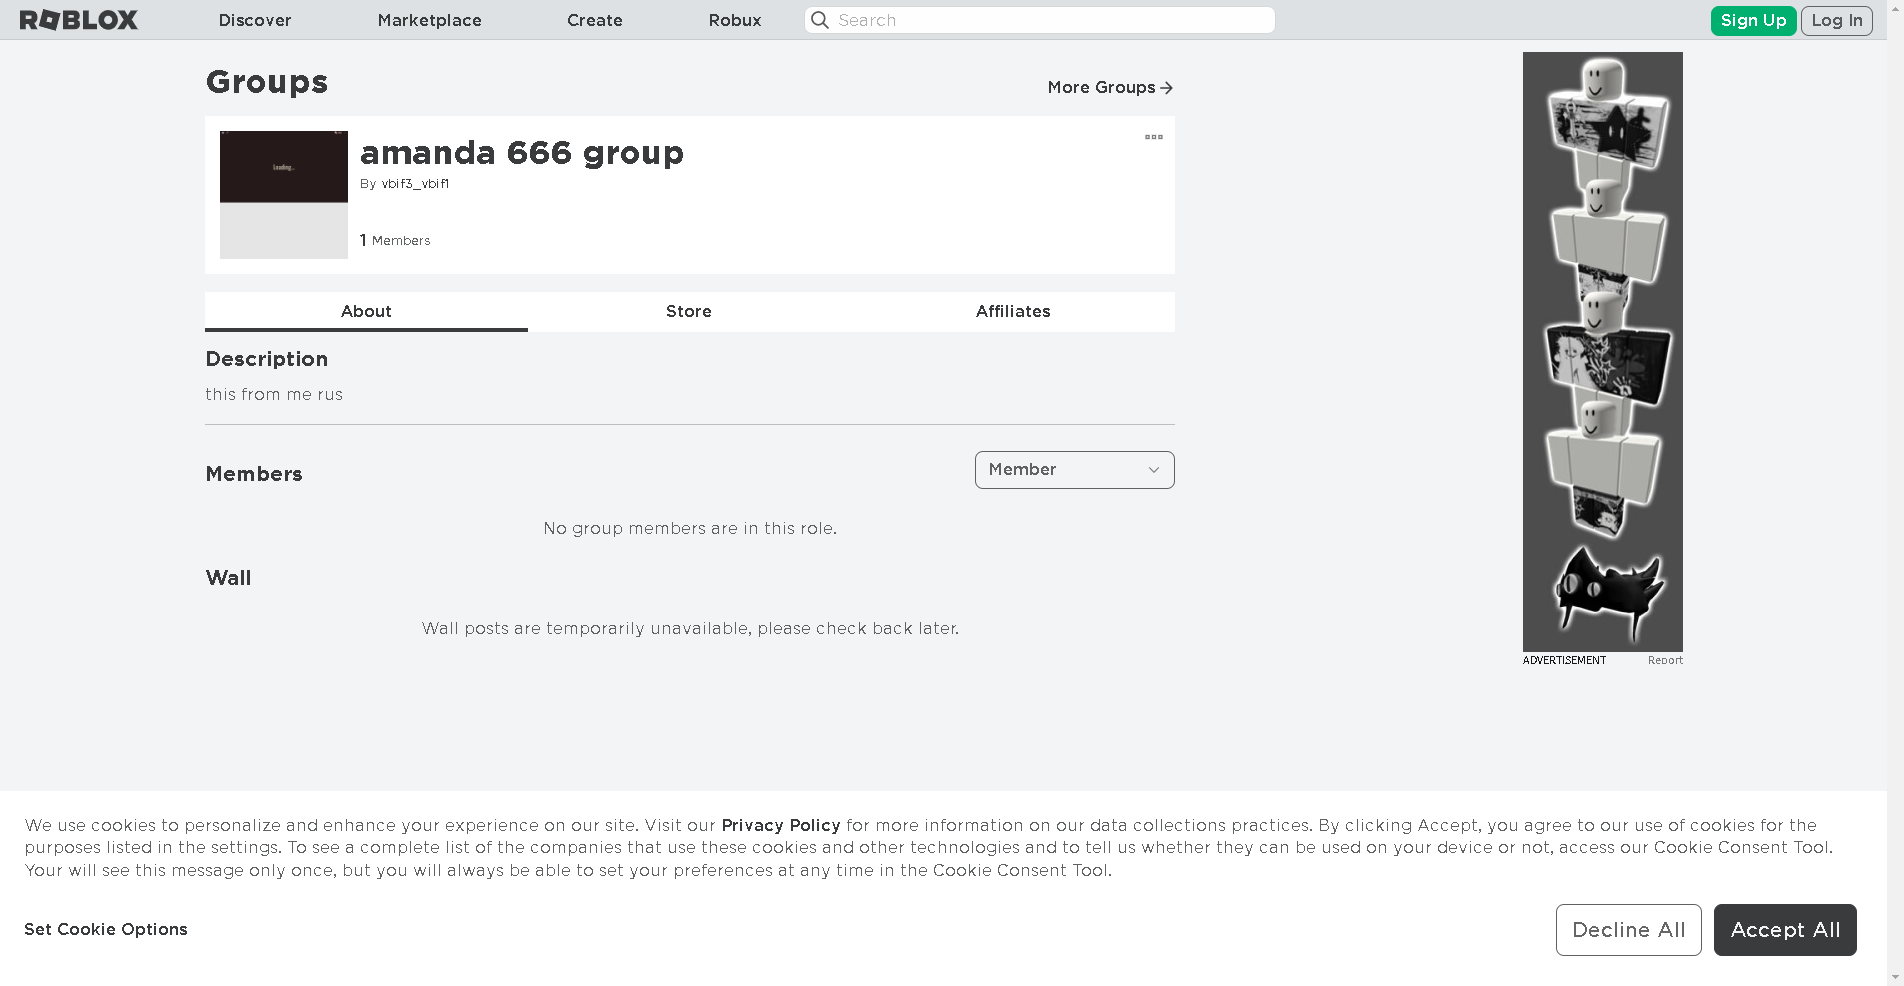 ROBLOX Discover Marketplace Create Robux Search Sign Up Log In
Groups
More Groups
Loading...
amanda 666 group
By vbif3_vbif1
1 Members
About Store Affiliates
Description
this from me rus
Members
Member
No group members are in this role.
Wall
Wall posts are temporarily unavailable, please check back later.
ADVERTISEMENT Report
We use cookies to personalize and enhance your experience on our site. Visit our Privacy Policy for more information on our data collections practices. By clicking Accept, you agree to our use of cookies for the
purposes listed in the settings. To see a complete list of the companies that use these cookies and other technologies and to tell us whether they can be used on your device or not, access our Cookie Consent Tool.
Your will see this message only once, but you will always be able to set your preferences at any time in the Cookie Consent Tool.
Set Cookie Options
Decline All Accept All